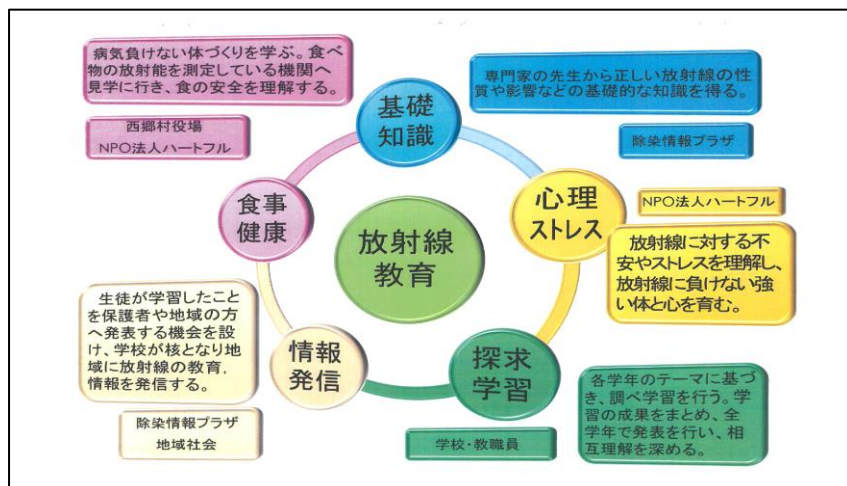 病気負けない体づくりを学ぶ。食べ
物の放射能を測定している機関へ
見学に行き、食の安全を理解する。
西郷村役場
NPO法人ハートフル
基礎
知識
専門家の先生から正しい放射線の性
質や影響などの基礎的な知識を得る。
除染情報プラザ
食事
健康
放射線
教育
心理
ストレス
NPO法人ハートフル
放射線に対する不
安やストレスを理解し、
放射線に負けない強
い体と心を育む。
生徒が学習したこと
を保護者や地域の方
へ発表する機会を設
け、学校が核となり地
域に放射線の教育,
情報を発信する。
除染情報プラザ
地域社会
情報
発信
探求
学習
学校・教職員
各学年のテーマに基づ
き、調べ学習を行う。学
習の成果をまとめ、全
学年で発表を行い、相
互理解を深める。